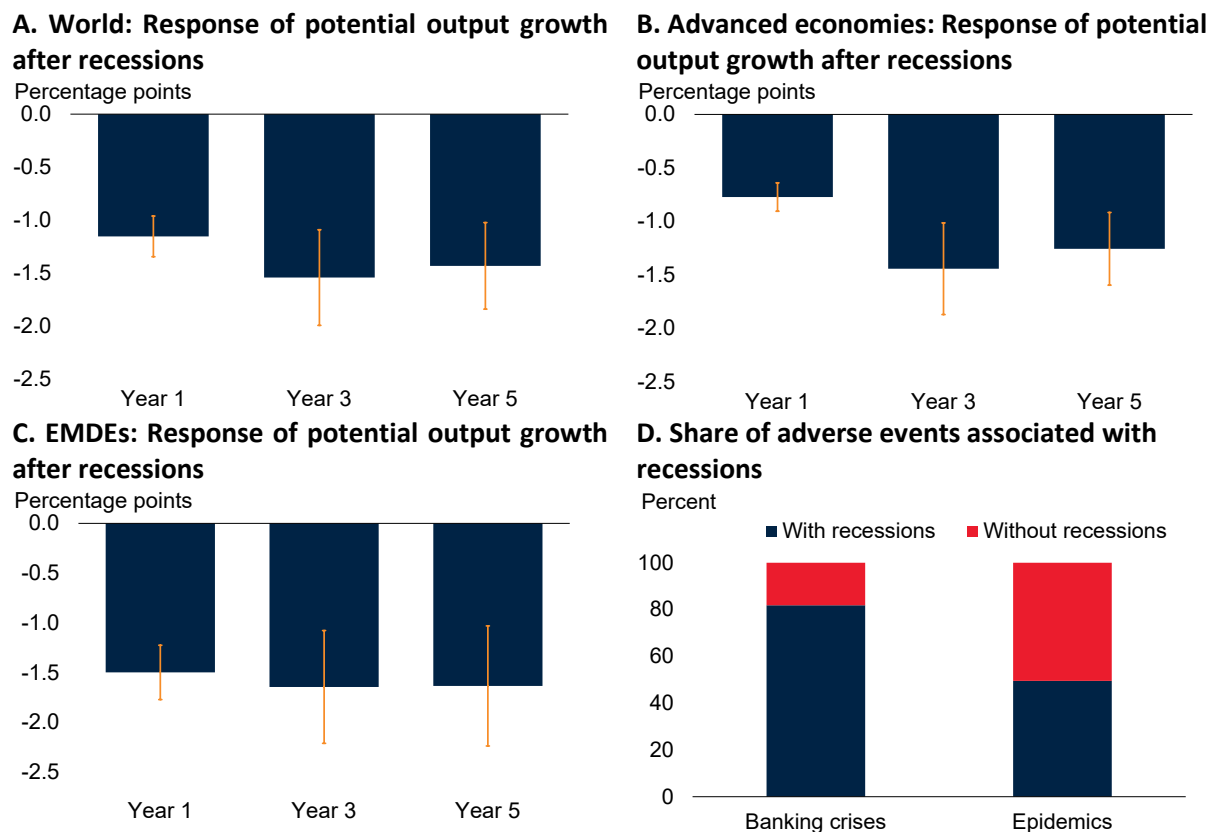 A. World: Response of potential output growth
after recessions
Percentage points
0.0
-0.5
-1.0
-1.5
-2.0
-2.5
Year 1 Year 3 Year 5
B. Advanced economies: Response of potential
output growth after recessions
Percentage points
0.0
-0.5
-1.0
-1.5
-2.0
-2.5
Year 1 Year 3 Year 5
C. EMDEs: Response of potential output growth
after recessions
Percentage points
0.0
-0.5
-1.0
-1.5
-2.0
-2.5
Year 1 Year 3 Year 5
D. Share of adverse events associated with
recessions
Percent
With recessions Without recessions
100
80
60
40
20
0
Banking crises Epidemics